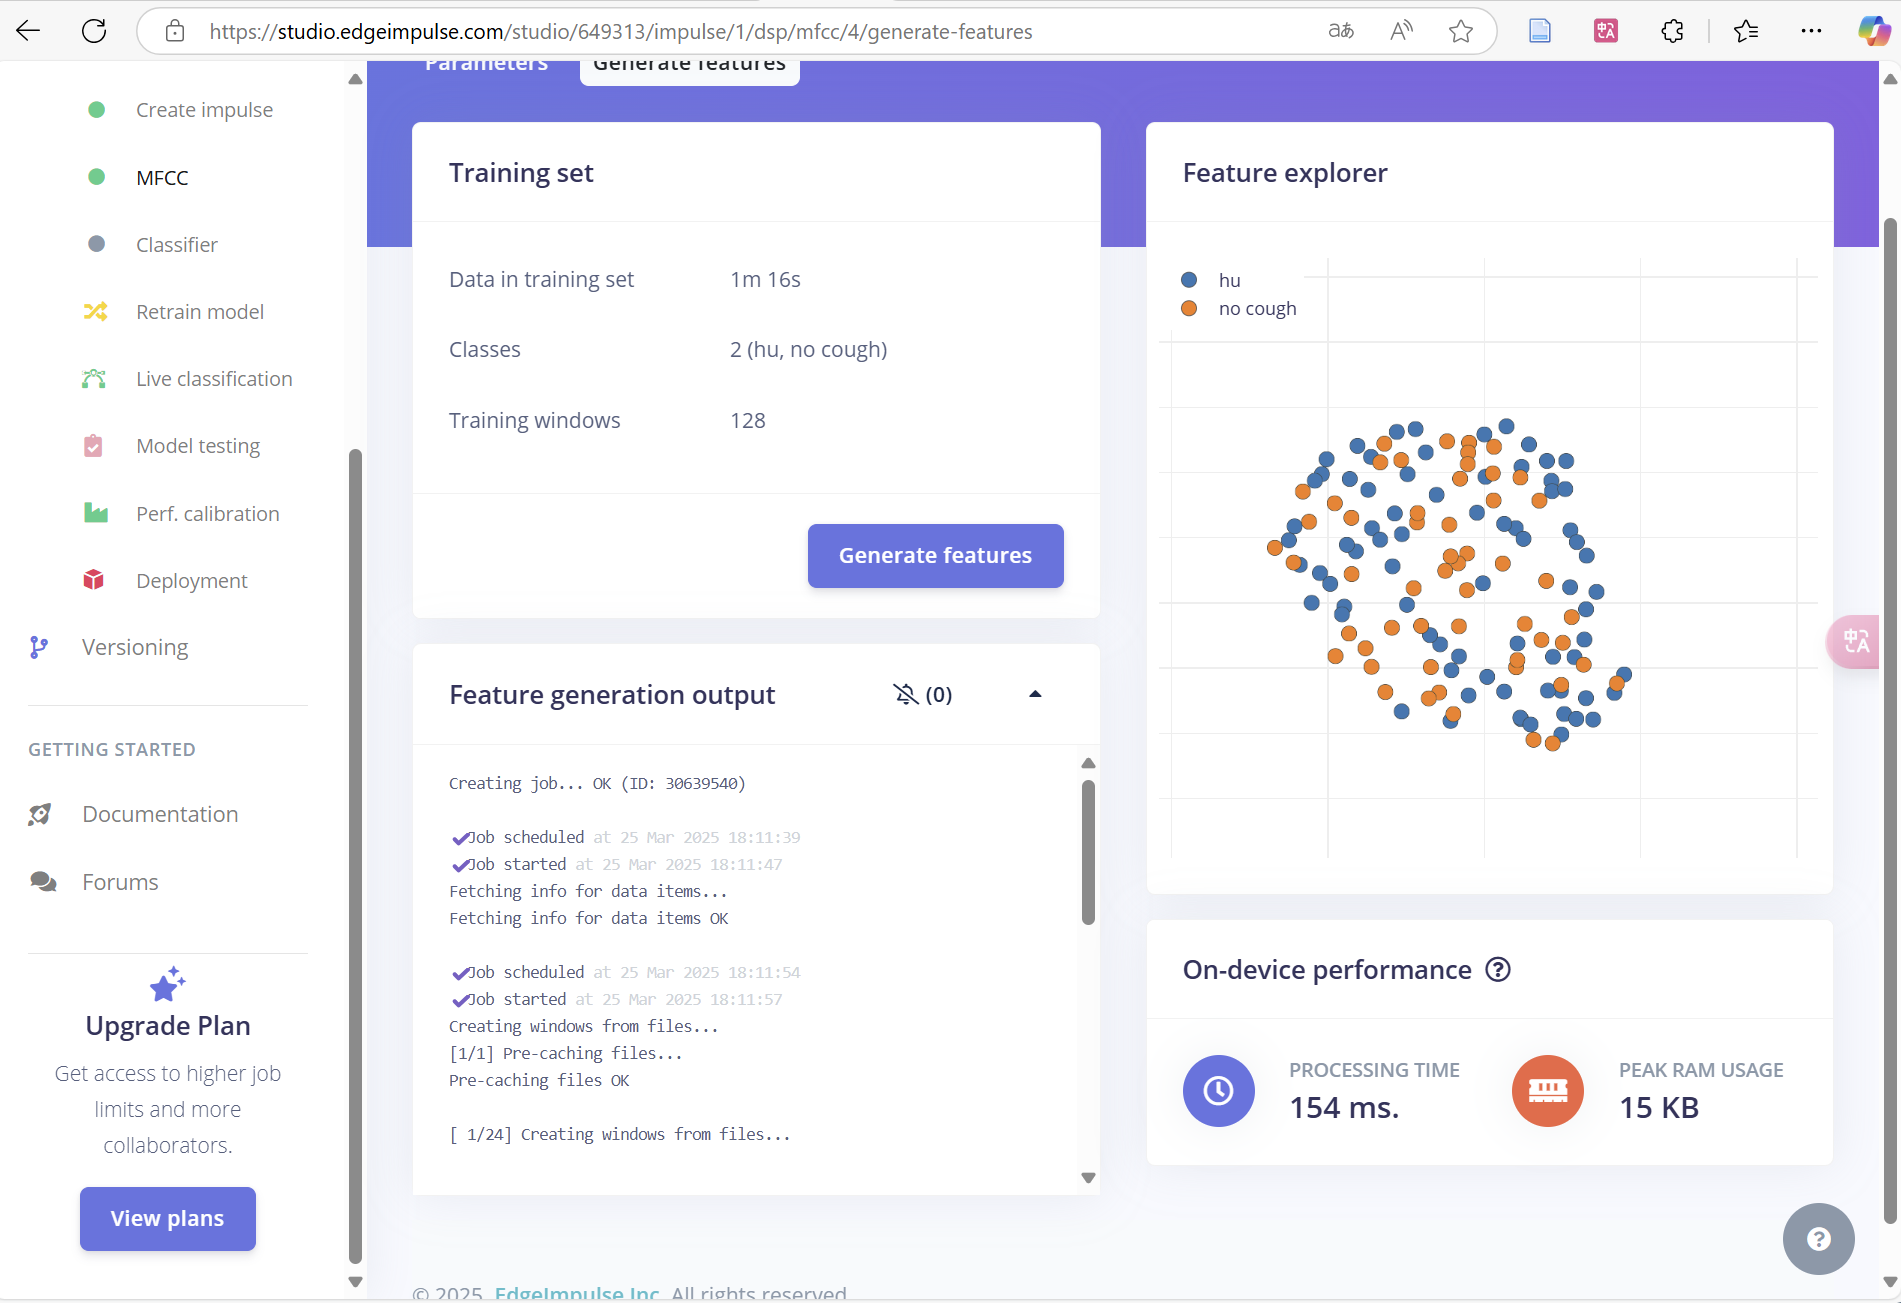 https://studio.edgeimpulse.com/studio/649313/impulse/1/dsp/mfcc/4/generate-features
Parameters
Generate features
Create impulse
MFCC
Classifier
Retrain model
Live classification
Model testing
Perf. calibration
Deployment
Versioning
GETTING STARTED
Documentation
Forums
Upgrade Plan
Get access to higher job
limits and more
collaborators.
View plans
Training set
Data in training set 1m 16s
Classes 2 (hu, no cough)
Training windows 128
Generate features
Feature generation output (0)
Creating job... OK (ID: 30639540)
Job scheduled at 25 Mar 2025 18:11:39
Job started at 25 Mar 2025 18:11:47
Fetching info for data items...
Fetching info for data items OK
Job scheduled at 25 Mar 2025 18:11:54
Job started at 25 Mar 2025 18:11:57
Creating windows from files...
[1/1] Pre-caching files...
Pre-caching files OK
[ 1/24] Creating windows from files...
Feature explorer
hu
no cough
On-device performance ?
PROCESSING TIME
154 ms.
PEAK RAM USAGE
15 KB
中A
?
© 2025 EdgeImpulse Inc. All rights reserved